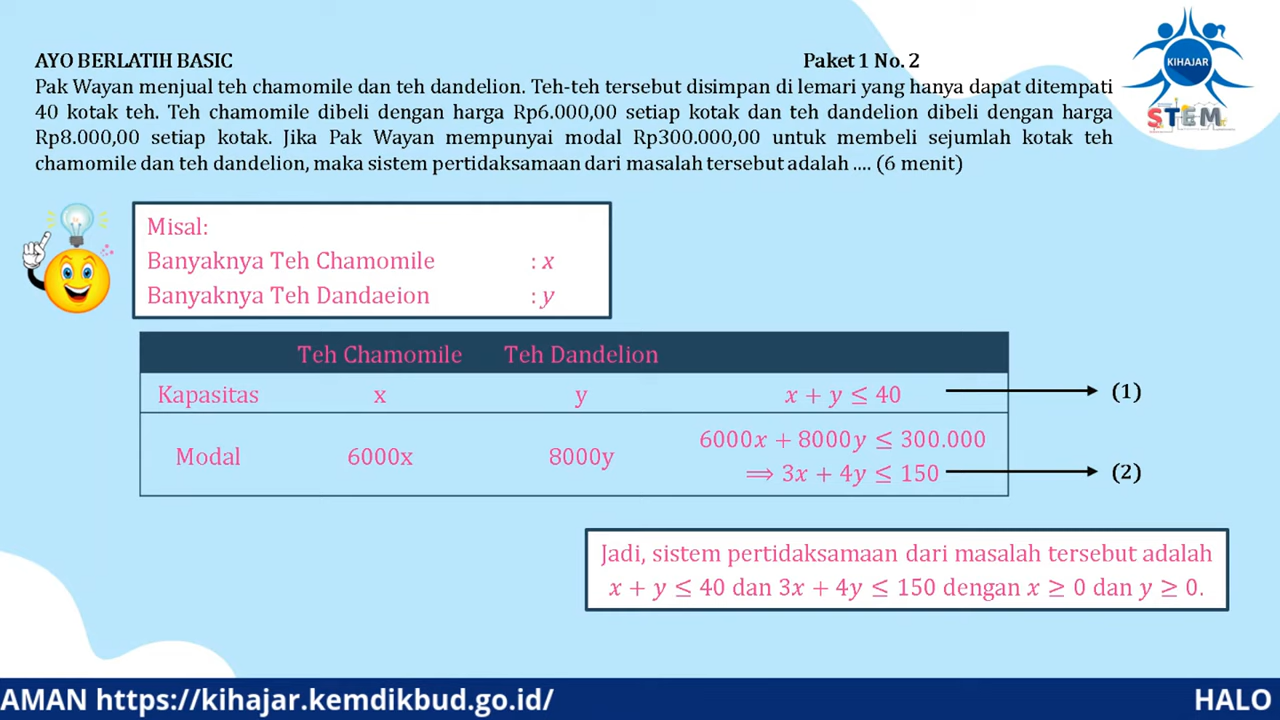 AYO BERLATIH BASIC
Paket 1 No. 2
KIHAJAR
STEM
Pak Wayan menjual teh chamomile dan teh dandelion. Teh-teh tersebut disimpan di lemari yang hanya dapat ditempati
40 kotak teh. Teh chamomile dibeli dengan harga Rp6.000,00 setiap kotak dan teh dandelion dibeli dengan harga
Rp8.000,00 setiap kotak. Jika Pak Wayan mempunyai modal Rp300.000,00 untuk membeli sejumlah kotak teh
chamomile dan teh dandelion, maka sistem pertidaksamaan dari masalah tersebut adalah .... (6 menit)
Misal:
Banyaknya Teh Chamomile : x
Banyaknya Teh Dandaeion : y
Teh Chamomile Teh Dandelion
Kapasitas x y x + y ≤ 40 (1)
6000x + 8000y ≤ 300.000
Modal 6000x 8000y
⟹ 3x + 4y ≤ 150 (2)
Jadi, sistem pertidaksamaan dari masalah tersebut adalah
x + y ≤ 40 dan 3x + 4y ≤ 150 dengan x ≥ 0 dan y ≥ 0.
AMAN https://kihajar.kemdikbud.go.id/ HALO